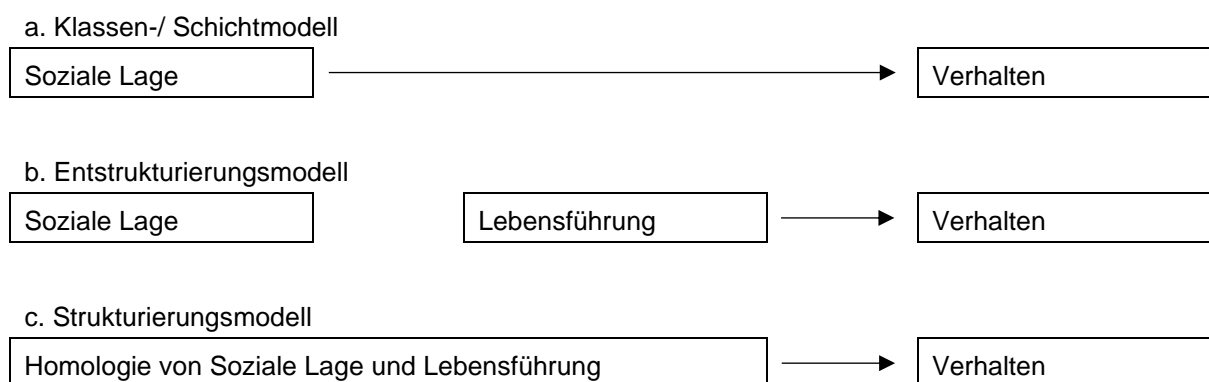 a. Klassen-/ Schichtmodell
Soziale Lage Verhalten
b. Entstrukturierungsmodell
Soziale Lage Lebensführung Verhalten
c. Strukturierungsmodell
Homologie von Soziale Lage und Lebensführung Verhalten